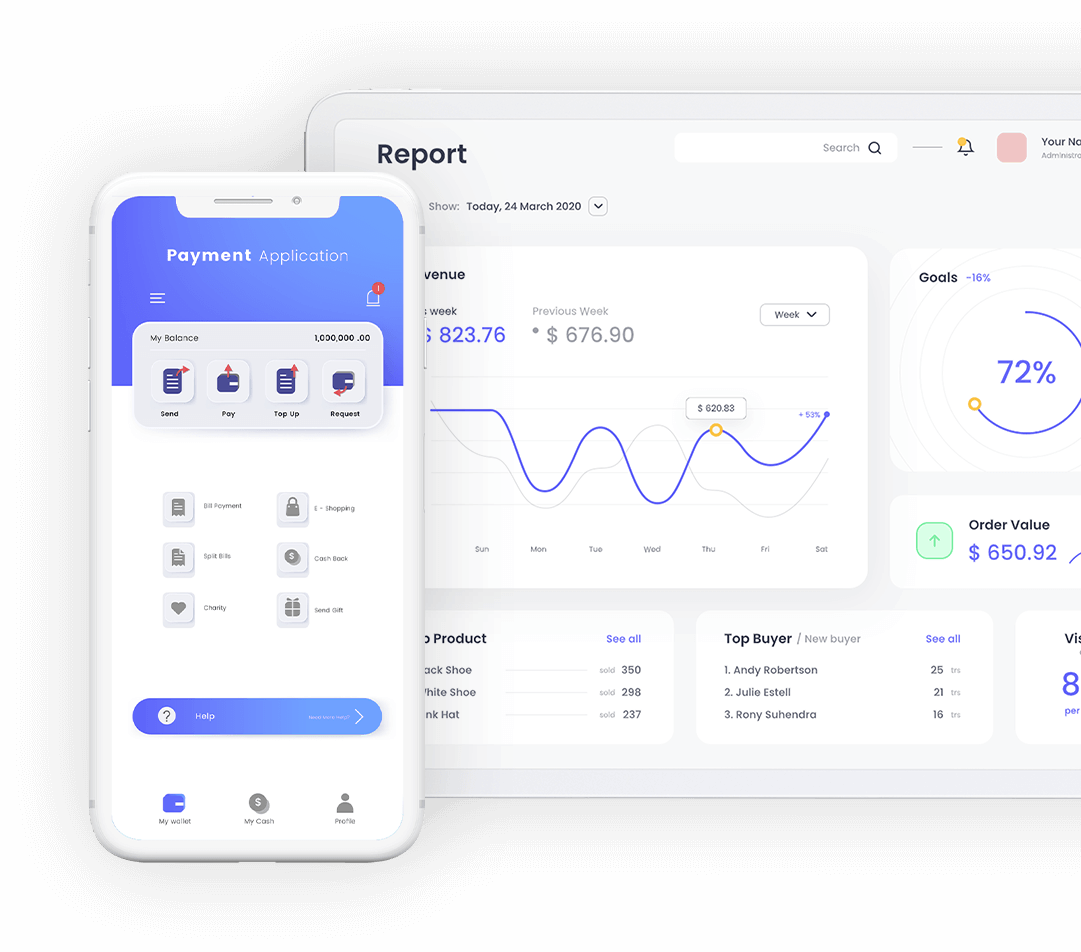 Report
Search
Your Na
Administra
Show: Today, 24 March 2020
Payment Application
1
My Balance 1,000,000 .00
Send Pay Top Up Request
Bill Payment E - Shopping
Split Bills Cash Back
Charity Send Gift
? Help Need More Help?
My wallet My Cash Profile
venue
s week Previous Week
$ 823.76 $ 676.90
Week
$ 620.83
+ 53%
Sun Mon Tue Wed Thu Fri Sat
Goals -16%
72%
Order Value
$ 650.92
p Product See all
ack Shoe sold 350
hite Shoe sold 298
nk Hat sold 237
Top Buyer / New buyer See all
1. Andy Robertson 25 trs
2. Julie Estell 21 trs
3. Rony Suhendra 16 trs
Vis
8
per